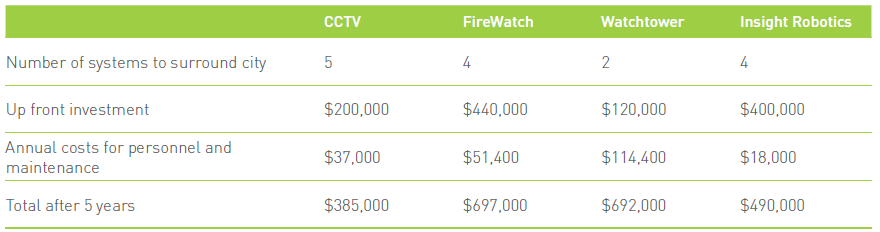 CCTV FireWatch Watchtower Insight Robotics
Number of systems to surround city 5 4 2 4
Up front investment $200,000 $440,000 $120,000 $400,000
Annual costs for personnel and
maintenance $37,000 $51,400 $114,400 $18,000
Total after 5 years $385,000 $697,000 $692,000 $490,000